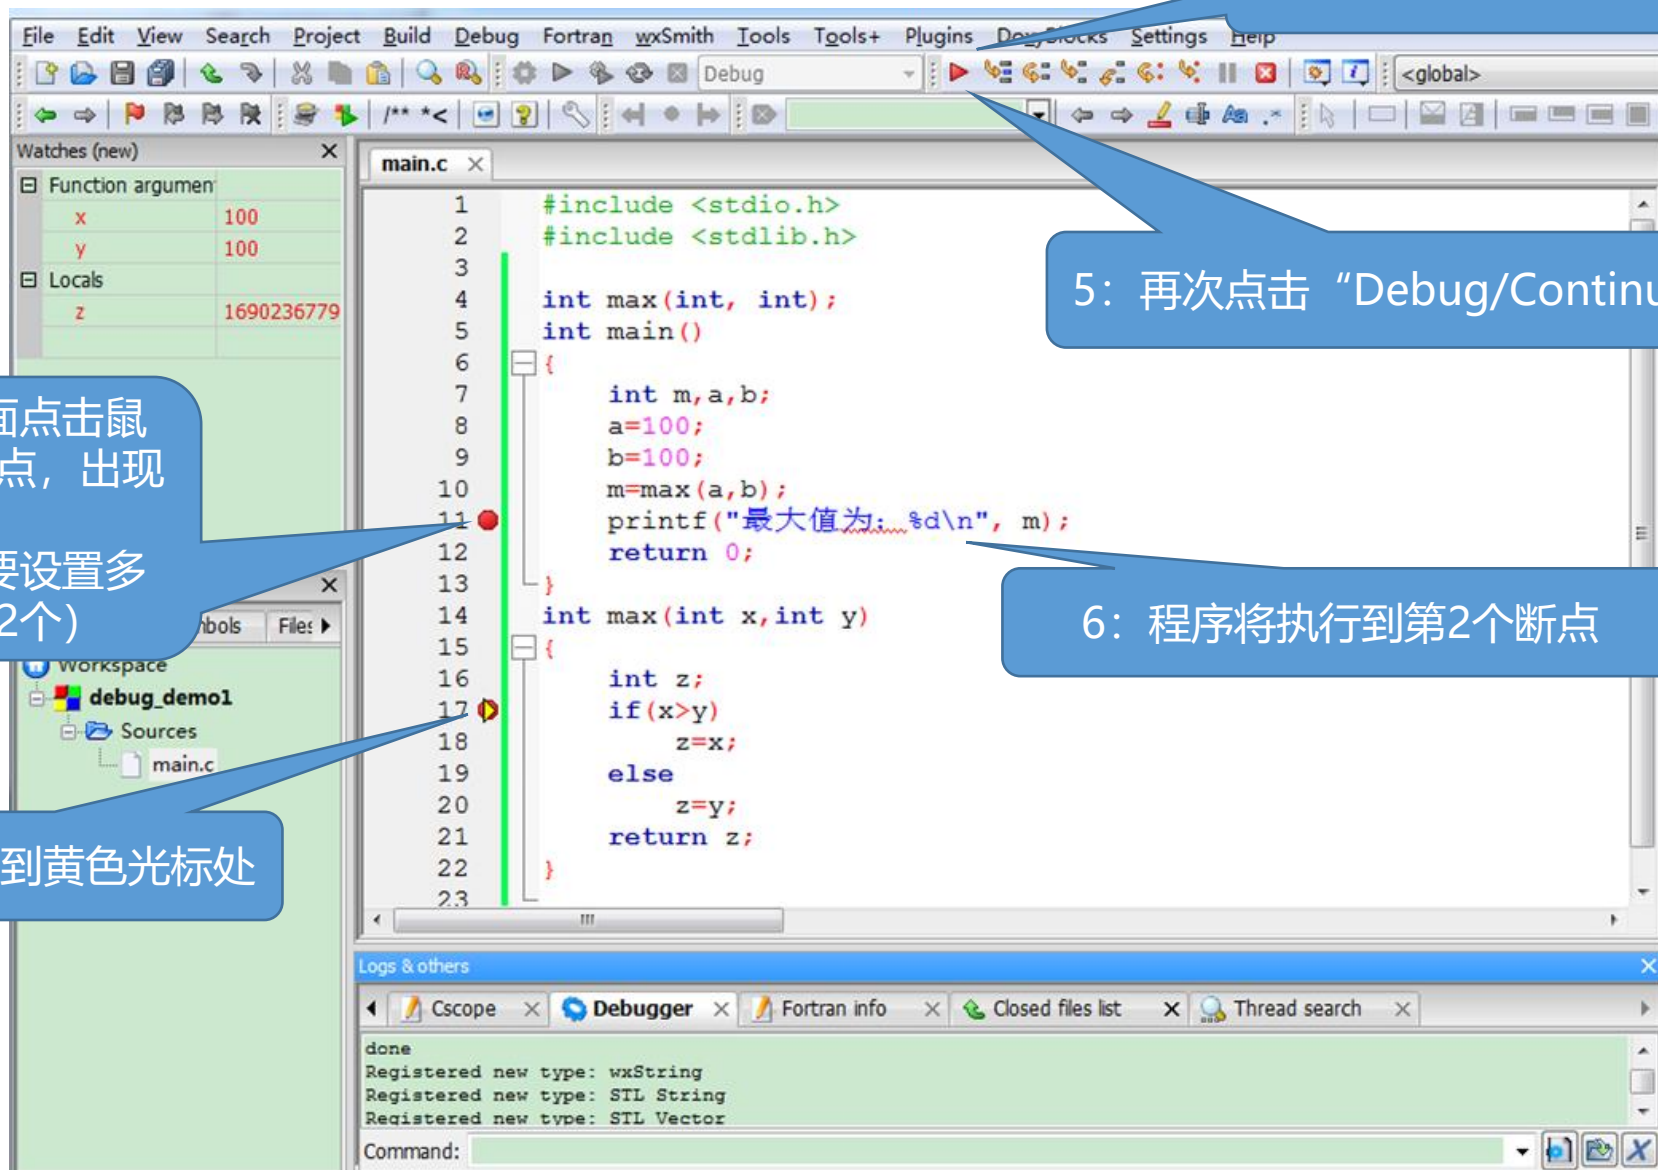 File Edit View Search Project Build Debug Fortran wxSmith Tools Tools+ Plugins DoxyBlocks Settings Help
Debug
<global>
/** *<
Watches (new)
Function argumen
x 100
y 100
Locals
z 1690236779
main.c
1 #include <stdio.h>
2 #include <stdlib.h>
3
4 int max(int, int);
5 int main()
6 {
7 int m,a,b;
8 a=100;
9 b=100;
10 m=max(a,b);
11 printf("最大值为：%d\n", m);
12 return 0;
13 }
14 int max(int x,int y)
15 {
16 int z;
17 if(x>y)
18 z=x;
19 else
20 z=y;
21 return z;
22 }
23
5：再次点击“Debug/Continu
6：程序将执行到第2个断点
面点击鼠
点，出现
要设置多
2个）
nbols Files
Workspace
debug_demo1
Sources
main.c
到黄色光标处
Logs & others
Cscope Debugger Fortran info Closed files list Thread search
done
Registered new type: wxString
Registered new type: STL String
Registered new type: STL Vector
Command: